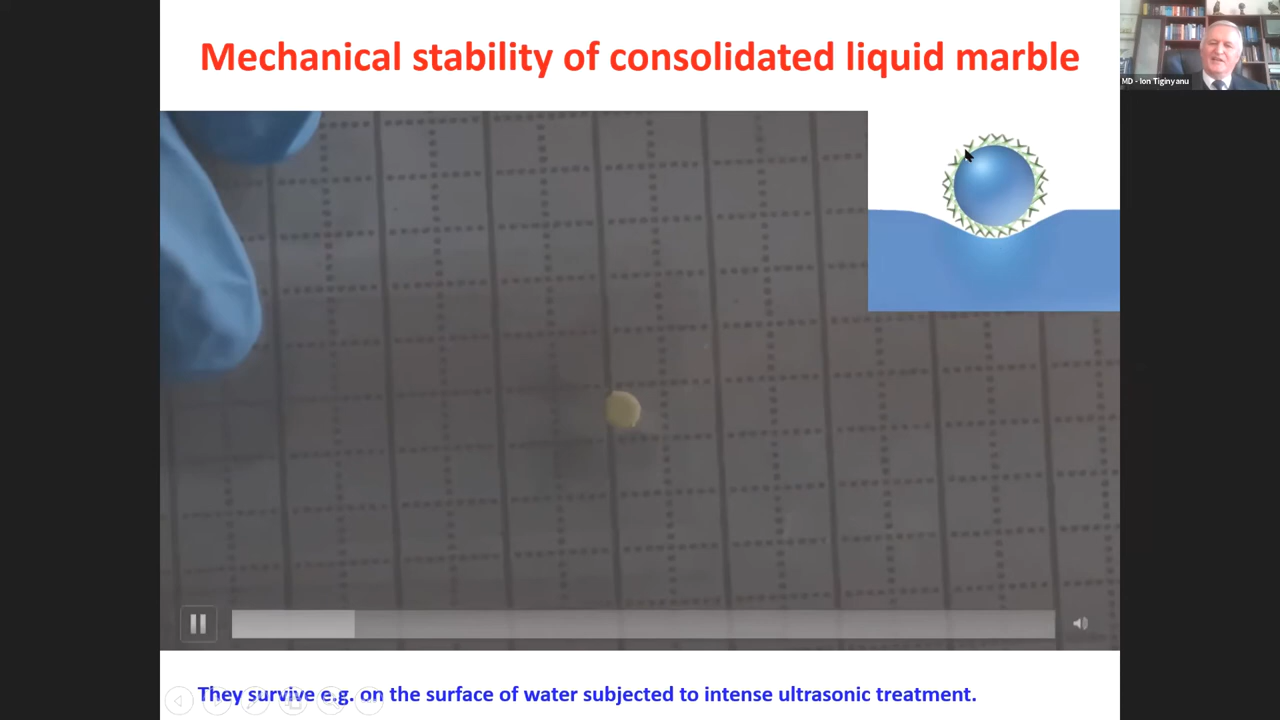 Mechanical stability of consolidated liquid marble
MD - Ion Tiginyanu
They survive e.g. on the surface of water subjected to intense ultrasonic treatment.